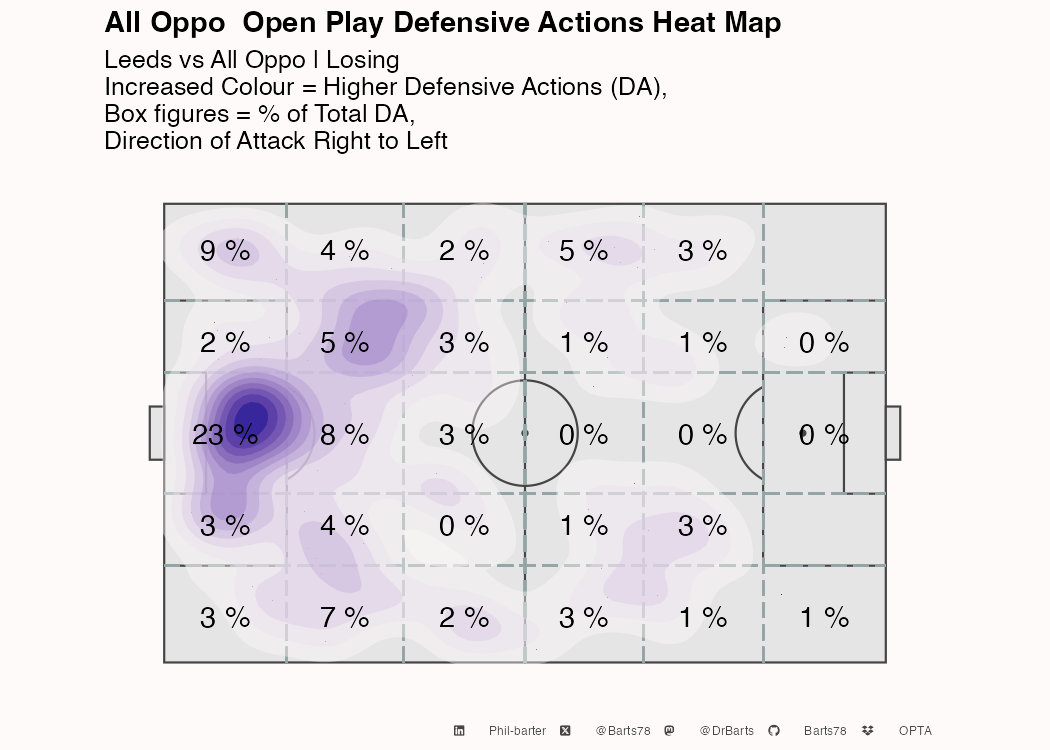 All Oppo  Open Play Defensive Actions Heat Map
Leeds vs All Oppo | Losing
Increased Colour = Higher Defensive Actions (DA),
Box figures = % of Total DA,
Direction of Attack Right to Left
9 % 4 % 2 % 5 % 3 %
2 % 5 % 3 % 1 % 1 % 0 %
23 % 8 % 3 % 0 % 0 % 0 %
3 % 4 % 0 % 1 % 3 %
3 % 7 % 2 % 3 % 1 % 1 %
Phil-barter @Barts78 @DrBarts Barts78 OPTA